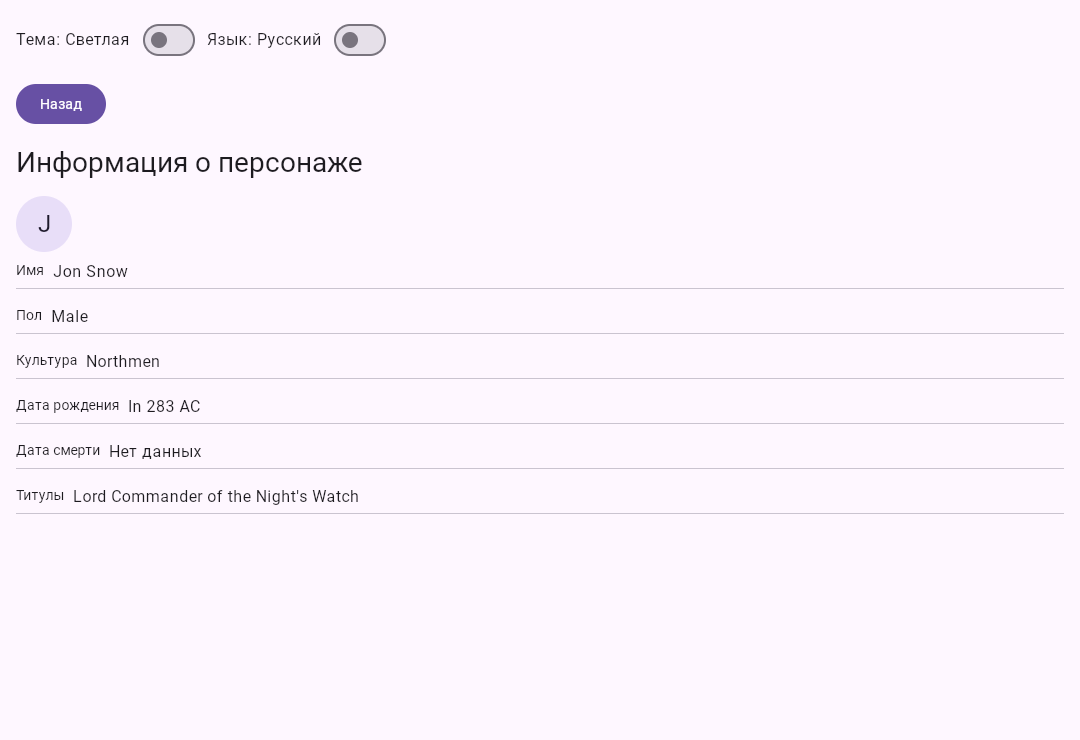 Тема: Светлая Язык: Русский
Назад
Информация о персонаже
J
Имя Jon Snow
Пол Male
Культура Northmen
Дата рождения In 283 AC
Дата смерти Нет данных
Титулы Lord Commander of the Night's Watch